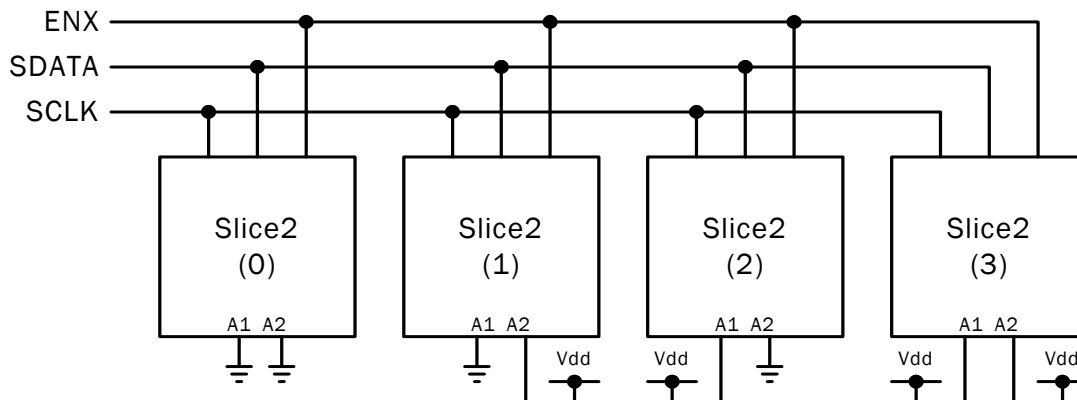 ENX
SDATA
SCLK
Slice2
(0)
Slice2
(1)
Slice2
(2)
Slice2
(3)
A1 A2
A1 A2
A1 A2
A1 A2
Vdd
Vdd
Vdd
Vdd